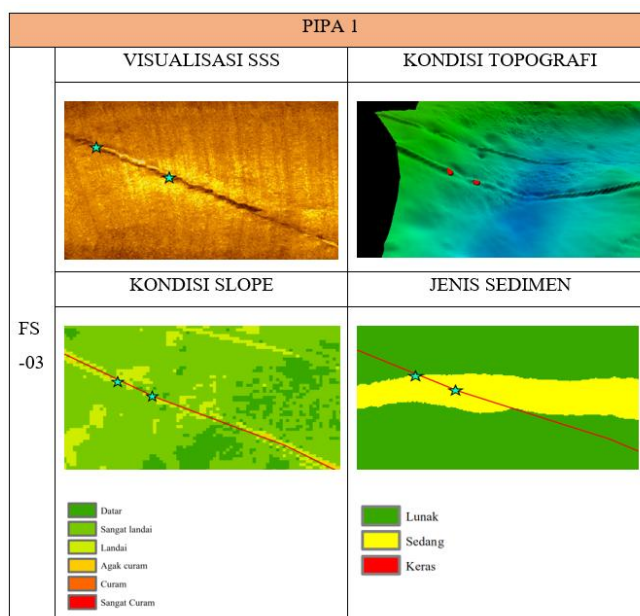 PIPA 1
VISUALISASI SSS
KONDISI TOPOGRAFI
FS
-03
KONDISI SLOPE
JENIS SEDIMEN
Datar
Sangat landai
Landai
Agak curam
Curam
Sangat Curam
Lunak
Sedang
Keras